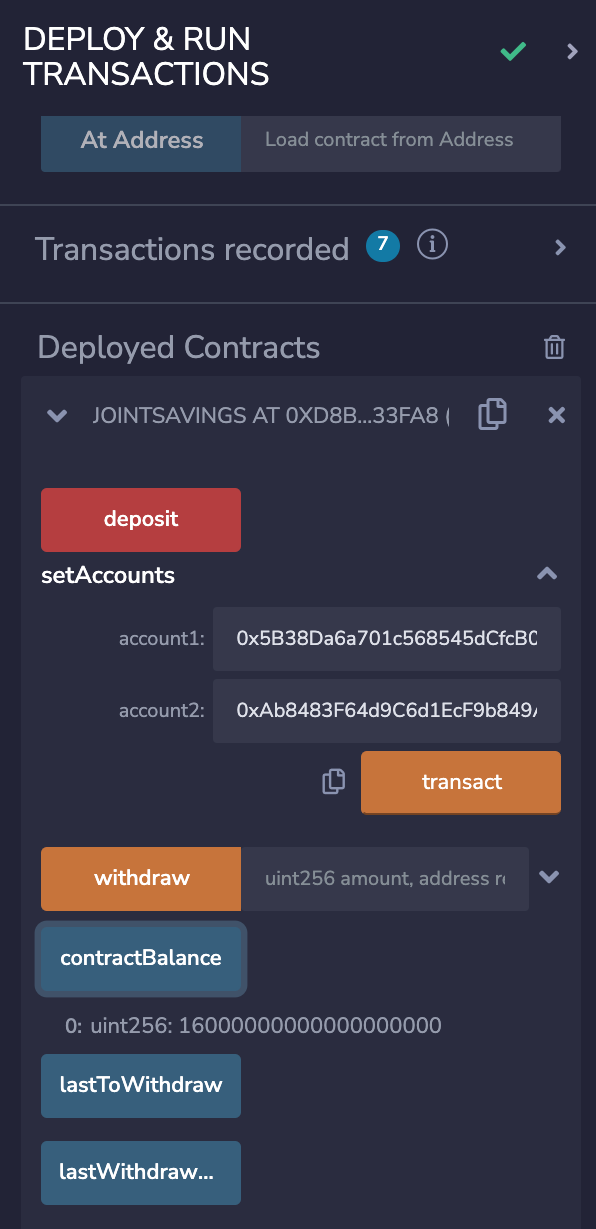 DEPLOY & RUN
TRANSACTIONS
At Address Load contract from Address
Transactions recorded 7 i
Deployed Contracts
JOINTSAVINGS AT 0XD8B...33FA8 (
deposit
setAccounts
account1: 0x5B38Da6a701c568545dCfcB0
account2: 0xAb8483F64d9C6d1EcF9b849A
transact
withdraw uint256 amount, address re
contractBalance
0: uint256: 16000000000000000000
lastToWithdraw
lastWithdraw...